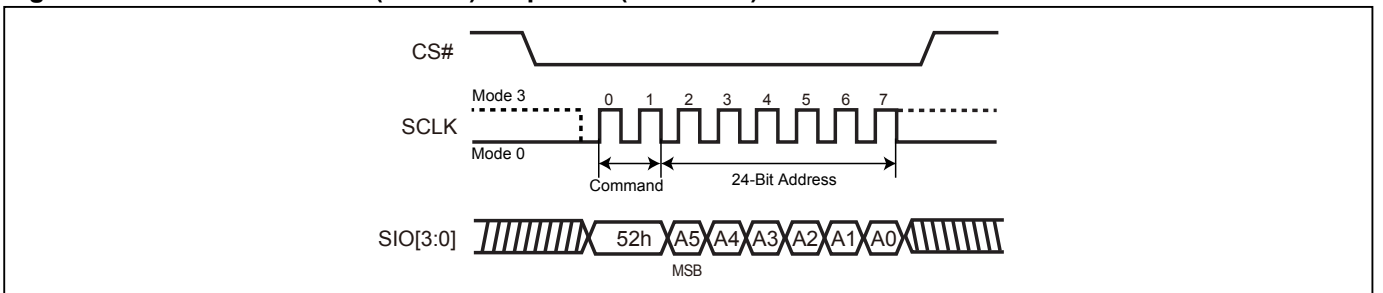 CS#
Mode 3
0 1 2 3 4 5 6 7
SCLK
Mode 0
Command
24-Bit Address
SIO[3:0]
52h A5 A4 A3 A2 A1 A0
MSB